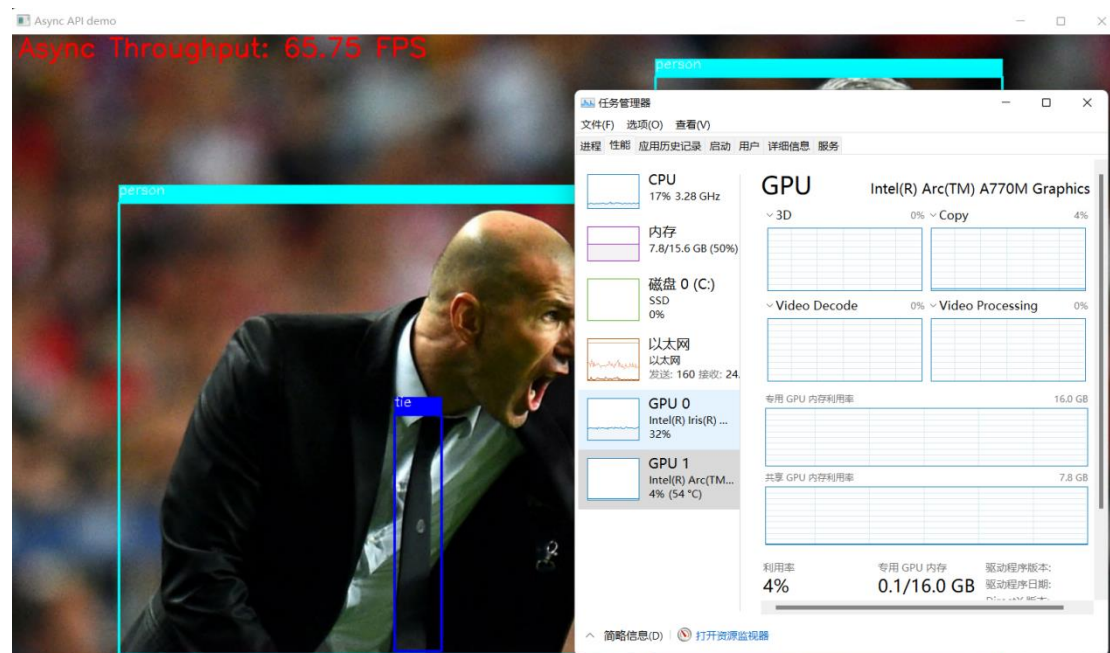 Async API demo
Async Throughput: 65.75 FPS
person
person
tie
任务管理器
文件(F) 选项(O) 查看(V)
进程 性能 应用历史记录 启动 用户 详细信息 服务
CPU
17% 3.28 GHz
内存
7.8/15.6 GB (50%)
磁盘 0 (C:)
SSD
0%
以太网
以太网
发送: 160 接收: 24.
GPU 0
Intel(R) Iris(R) ...
32%
GPU 1
Intel(R) Arc(TM...
4% (54 °C)
GPU Intel(R) Arc(TM) A770M Graphics
3D 0% Copy 4%
Video Decode 0% Video Processing 0%
专用 GPU 内存利用率 16.0 GB
共享 GPU 内存利用率 7.8 GB
利用率 专用 GPU 内存 驱动程序版本:
4% 0.1/16.0 GB 驱动程序日期:
简略信息(D) 打开资源监视器